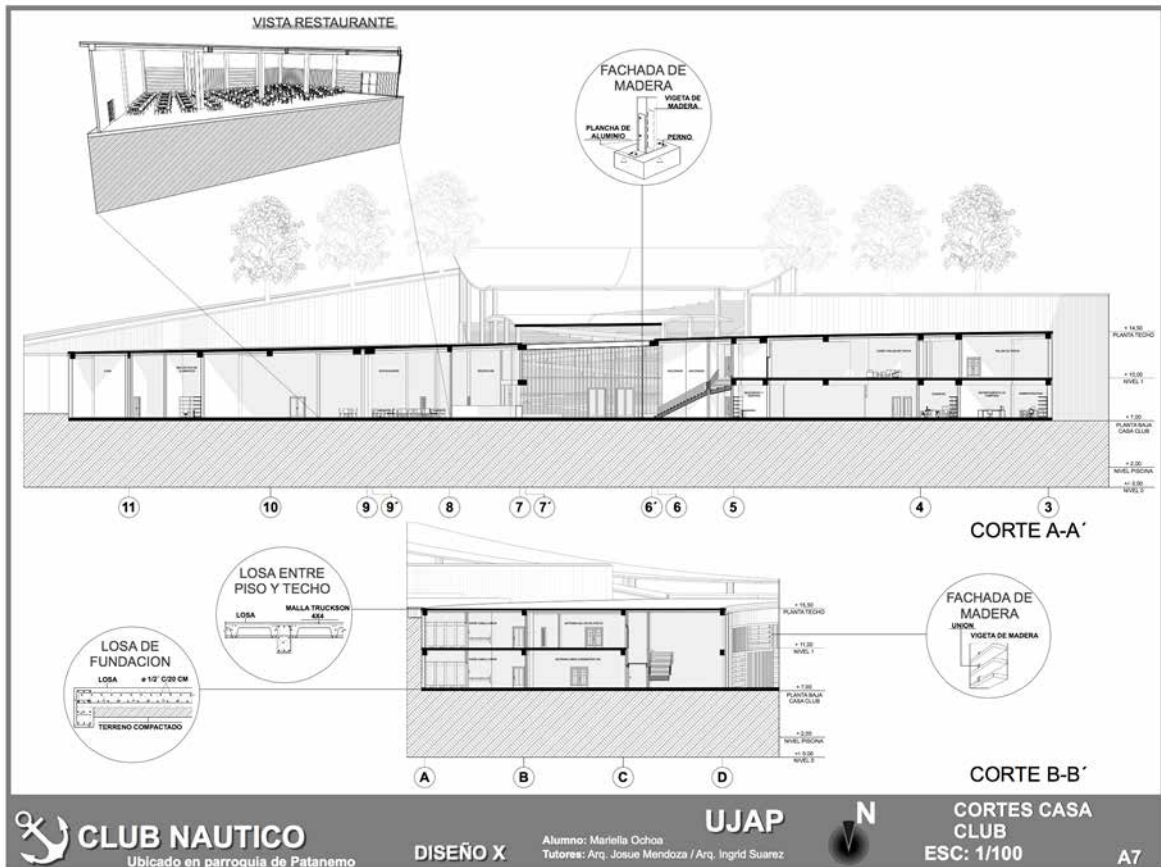 VISTA RESTAURANTE
FACHADA DE
MADERA
VIGETA DE
MADERA
PLANCHA DE
ALUMINIO
PERNO
+ 14,50
PLANTA TECHO
+ 10,00
NIVEL 1
+ 7,00
PLANTA BAJA
CASA CLUB
+ 2,00
NIVEL PISCINA
+/- 0,00
NIVEL 0
11
10
9
9´
8
7
7´
6´
6
5
4
3
CORTE A-A´
LOSA ENTRE
PISO Y TECHO
LOSA
MALLA TRUCKSON
4X4
LOSA DE
FUNDACION
LOSA
ø 1/2´ C/20 CM
TERRENO COMPACTADO
+ 15,50
PLANTA TECHO
+ 11,00
NIVEL 1
+ 7,00
PLANTA BAJA
CASA CLUB
+ 2,00
NIVEL PISCINA
+/- 0,00
NIVEL 0
FACHADA DE
MADERA
UNION
VIGETA DE MADERA
A
B
C
D
CORTE B-B´
CLUB NAUTICO
Ubicado en parroquia de Patanemo
DISEÑO X
UJAP
Alumno: Mariella Ochoa
Tutores: Arq. Josue Mendoza / Arq. Ingrid Suarez
N
CORTES CASA
CLUB
ESC: 1/100
A7